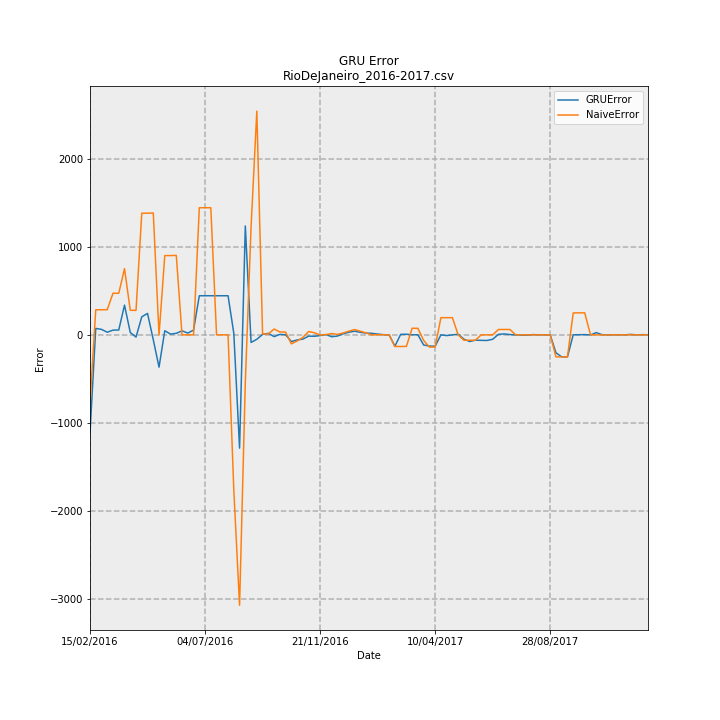 GRU Error
RioDeJaneiro_2016-2017.csv
GRUError
NaiveError
2000
1000
0
−1000
−2000
−3000
Error
15/02/2016
04/07/2016
21/11/2016
10/04/2017
28/08/2017
Date